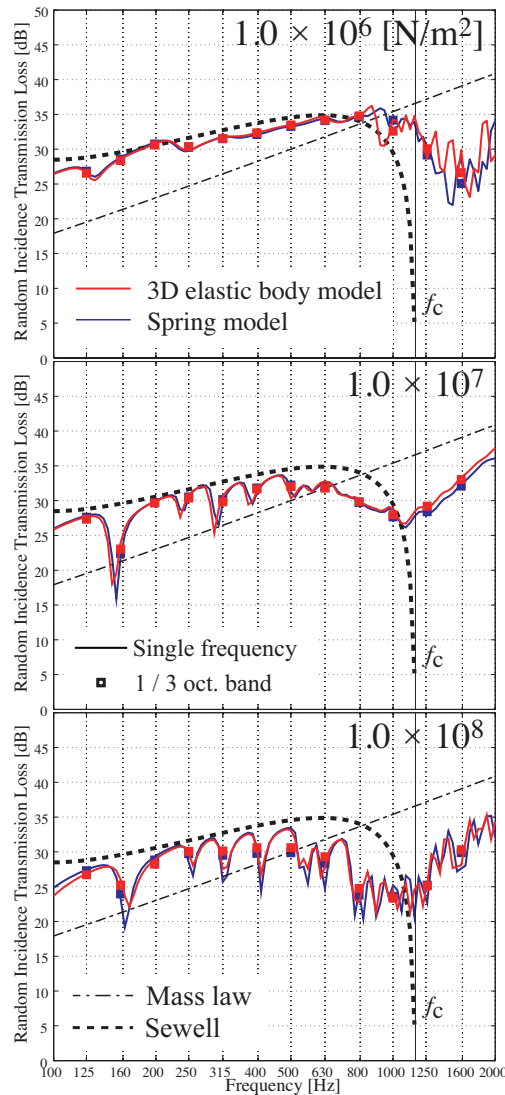 1.0 × 10⁶ [N/m²]
Random Incidence Transmission Loss [dB]
50
45
40
35
30
25
20
15
10
5
0
3D elastic body model
Spring model
fc
1.0 × 10⁷
Random Incidence Transmission Loss [dB]
45
40
35
30
25
20
15
10
5
0
Single frequency
1 / 3 oct. band
fc
1.0 × 10⁸
Random Incidence Transmission Loss [dB]
45
40
35
30
25
20
15
10
5
0
Mass law
Sewell
fc
100 125 160 200 250 315 400 500 630 800 1000 1250 1600 2000
Frequency [Hz]